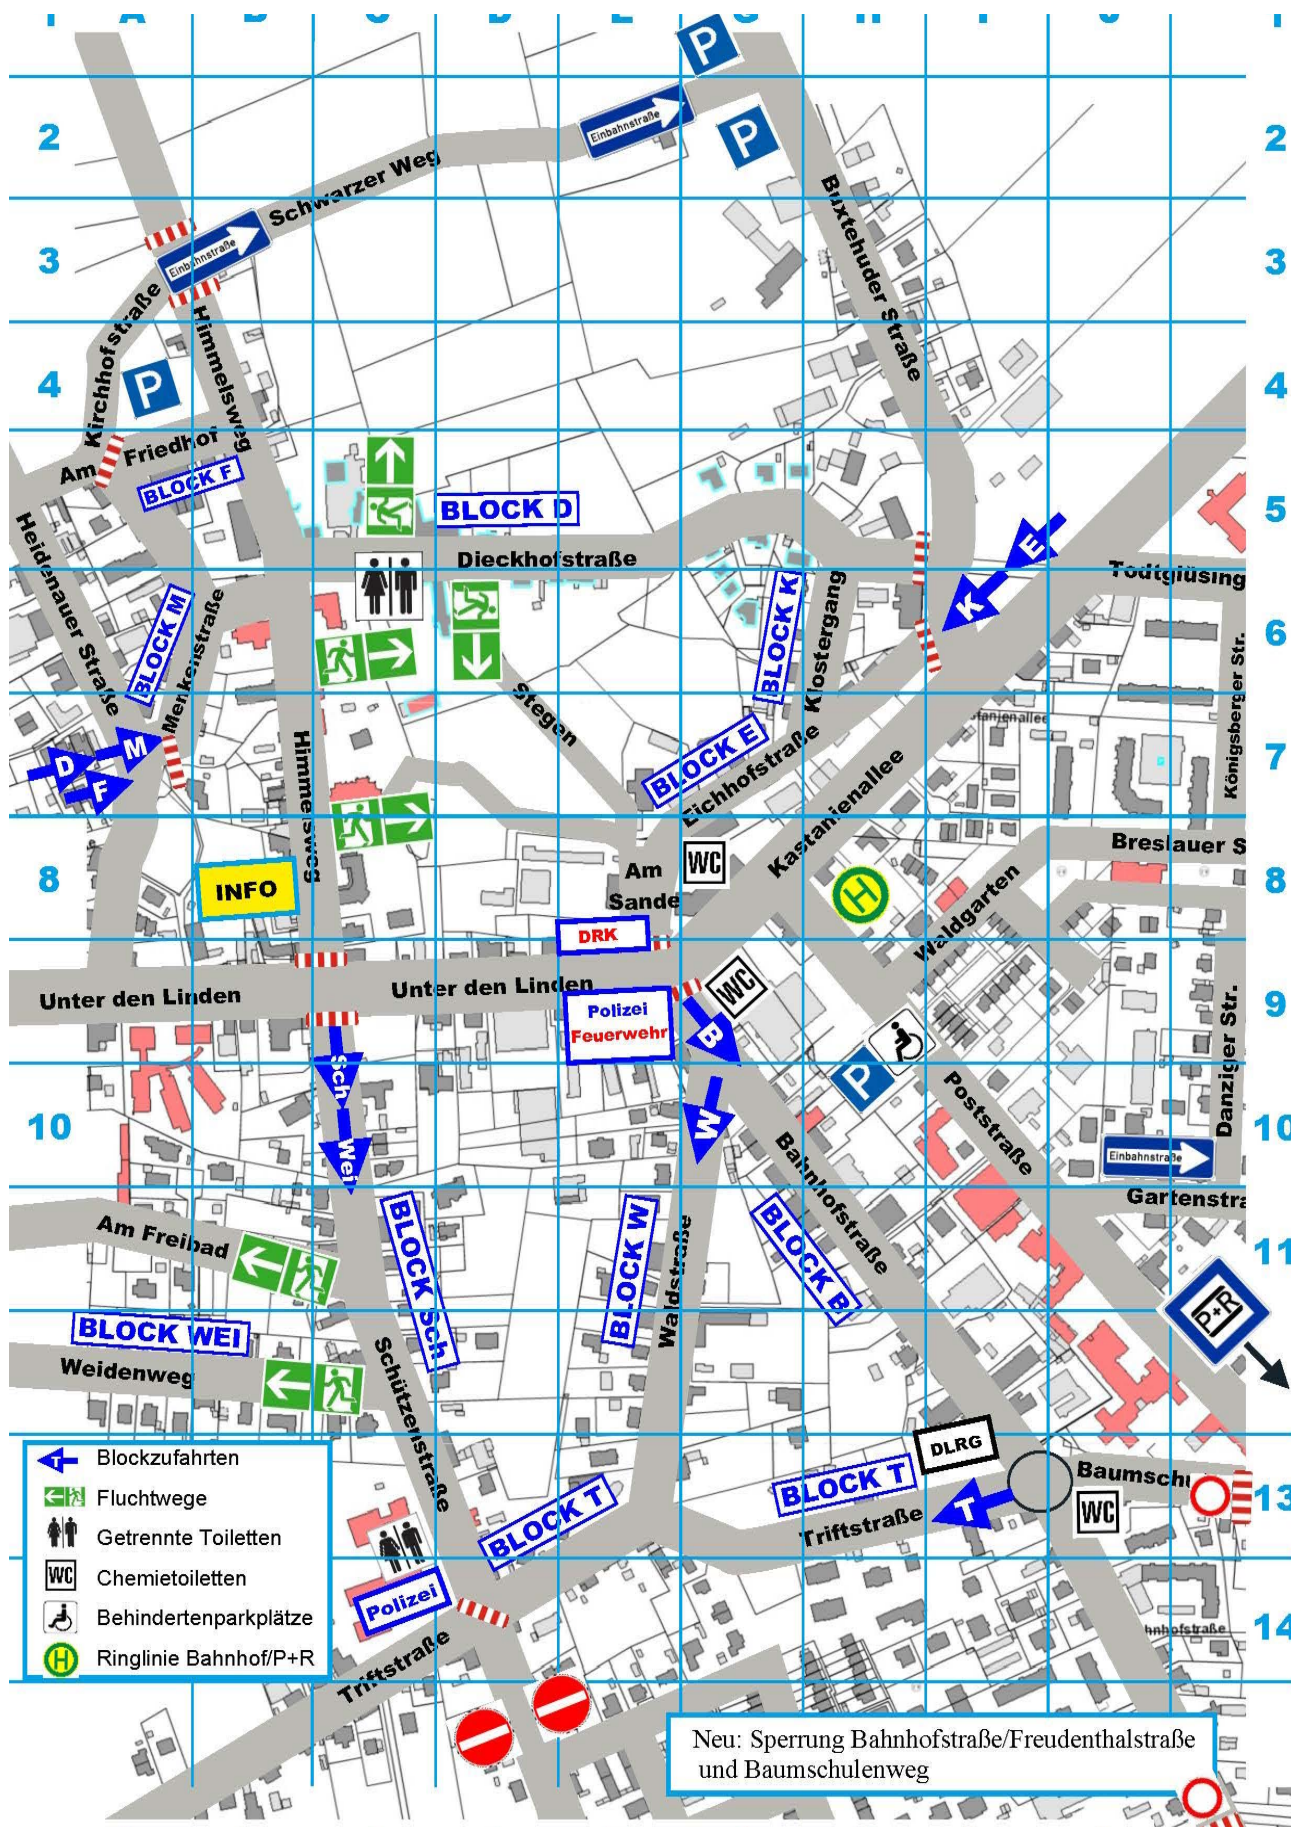 A B C D E G H I J
P
2
Einbahnstraße
P
2
Schwarzer Weg
Buxtehuder Straße
3
Einbahnstraße
3
Kirchhofstraße
Himmelsweg
4
P
4
Am Friedhof
BLOCK F
BLOCK D
5
Heidenauer Straße
Dieckhofstraße
E
Todtglüsing
BLOCK M
Menkenstraße
BLOCK K
Klostergang
K
6
6
Königsberger Str.
Stegen
tanienallee
D
M
F
Himmelsweg
BLOCK E
Eichhofstraße
Kastanienallee
7
7
Breslauer S
8
INFO
Am
Sande
WC
H
Waldgarten
8
DRK
Unter den Linden
Unter den Linden
Polizei
Feuerwehr
WC
B
9
Danziger Str.
Sch
P
Poststraße
10
Wei
W
Bahnhofstraße
Einbahnstraße
10
Gartenstra
Am Freibad
BLOCK Sch
BLOCK W
Waldstraße
BLOCK B
11
P+R
BLOCK WEI
Weidenweg
Schützenstraße
Blockzufahrten
Fluchtwege
Getrennte Toiletten
WC Chemietoiletten
Behindertenparkplätze
H Ringlinie Bahnhof/P+R
T
DLRG
BLOCK T
BLOCK T
T
Triftstraße
Baumschu
WC
13
Polizei
Triftstraße
hnhofstraße
14
Neu: Sperrung Bahnhofstraße/Freudenthalstraße
und Baumschulenweg